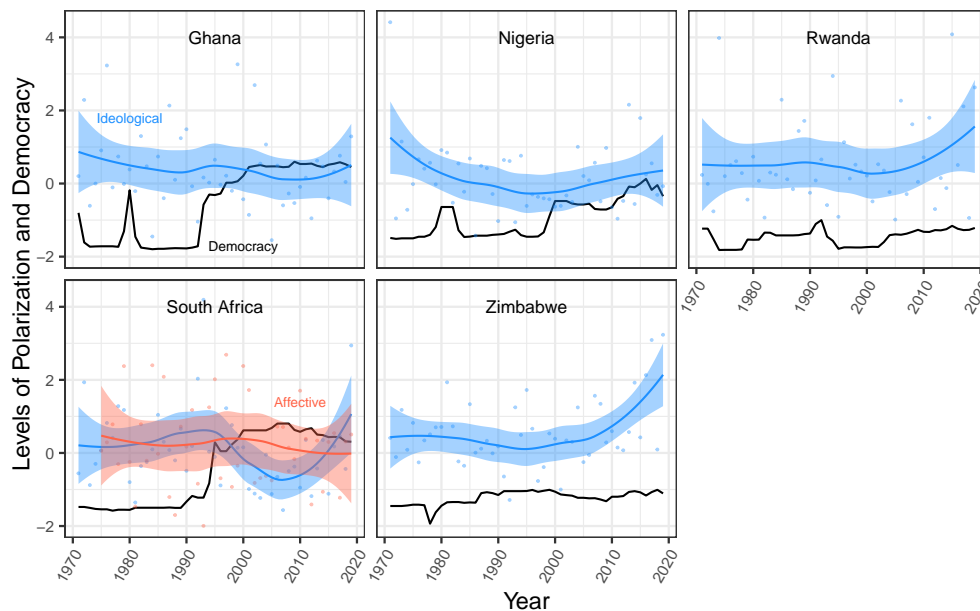 Ghana
Nigeria
Rwanda
4
2
0
−2
Ideological
Democracy
1970
1980
1990
2000
2010
2020
South Africa
Zimbabwe
4
2
0
−2
Affective
1970
1980
1990
2000
2010
2020
1970
1980
1990
2000
2010
2020
Levels of Polarization and Democracy
Year